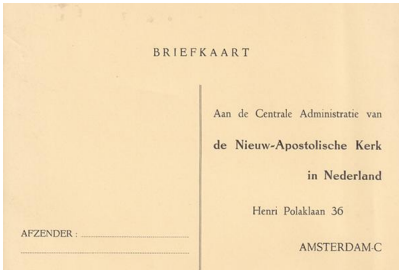 BRIEFKAART
Aan de Centrale Administratie van
de Nieuw-Apostolische Kerk
in Nederland
Henri Polaklaan 36
AMSTERDAM-C
AFZENDER :